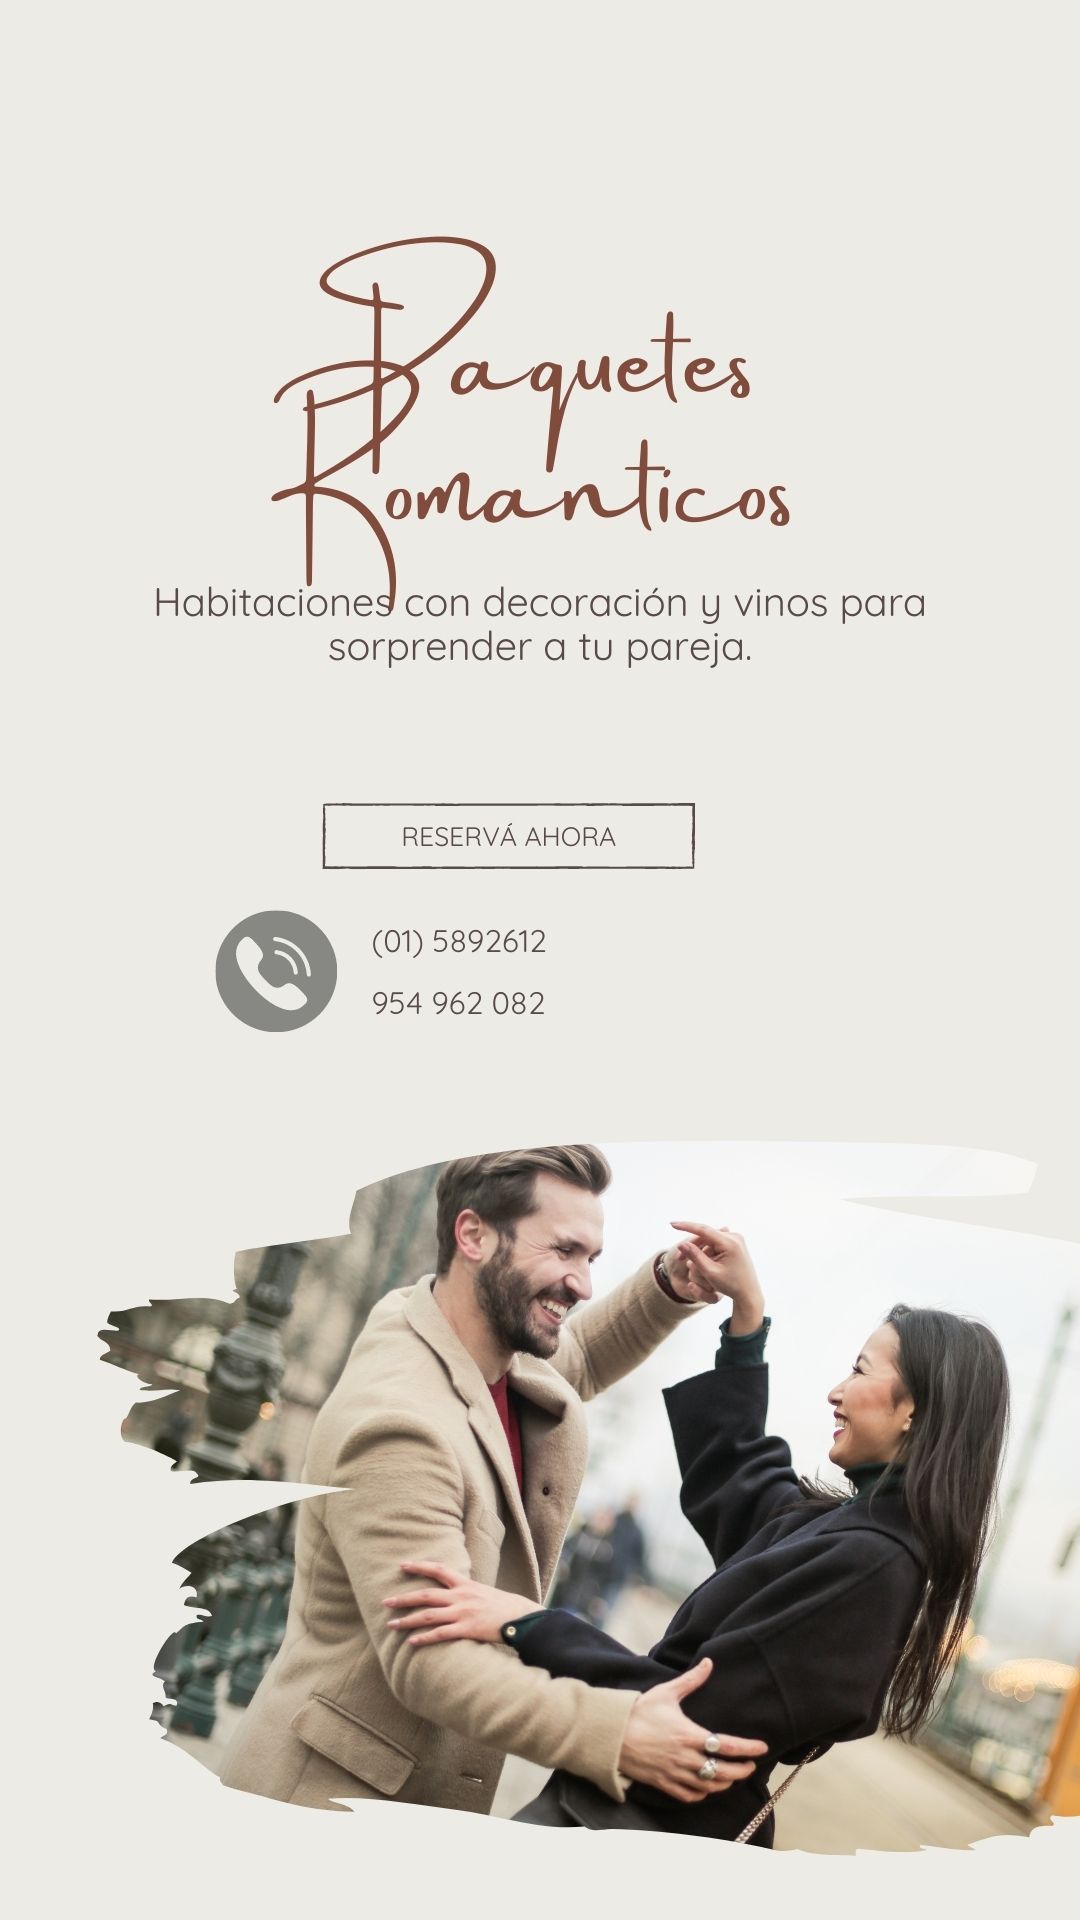 Paquetes
Romanticos
Habitaciones con decoración y vinos para
sorprender a tu pareja.
RESERVÁ AHORA
(01) 5892612
954 962 082